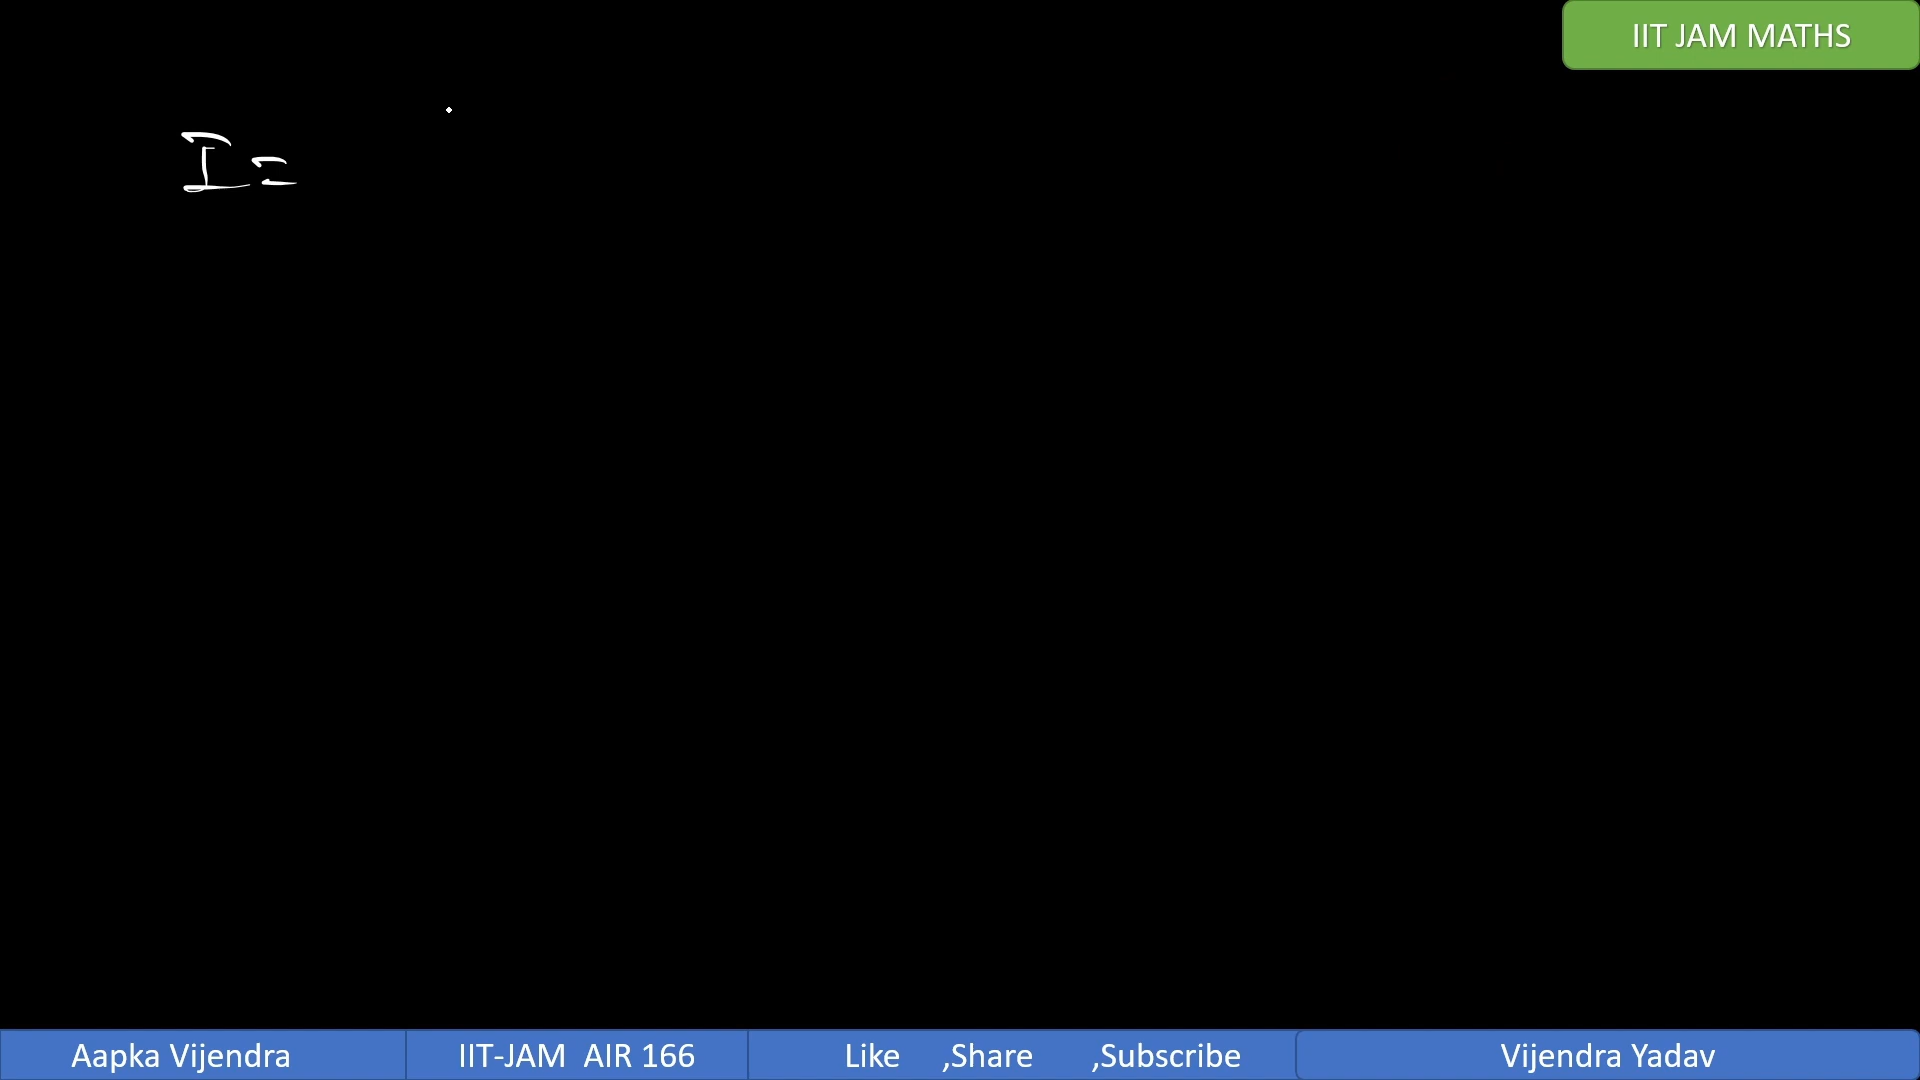 IIT JAM MATHS
I=
Aapka Vijendra
IIT-JAM AIR 166
Like ,Share ,Subscribe
Vijendra Yadav